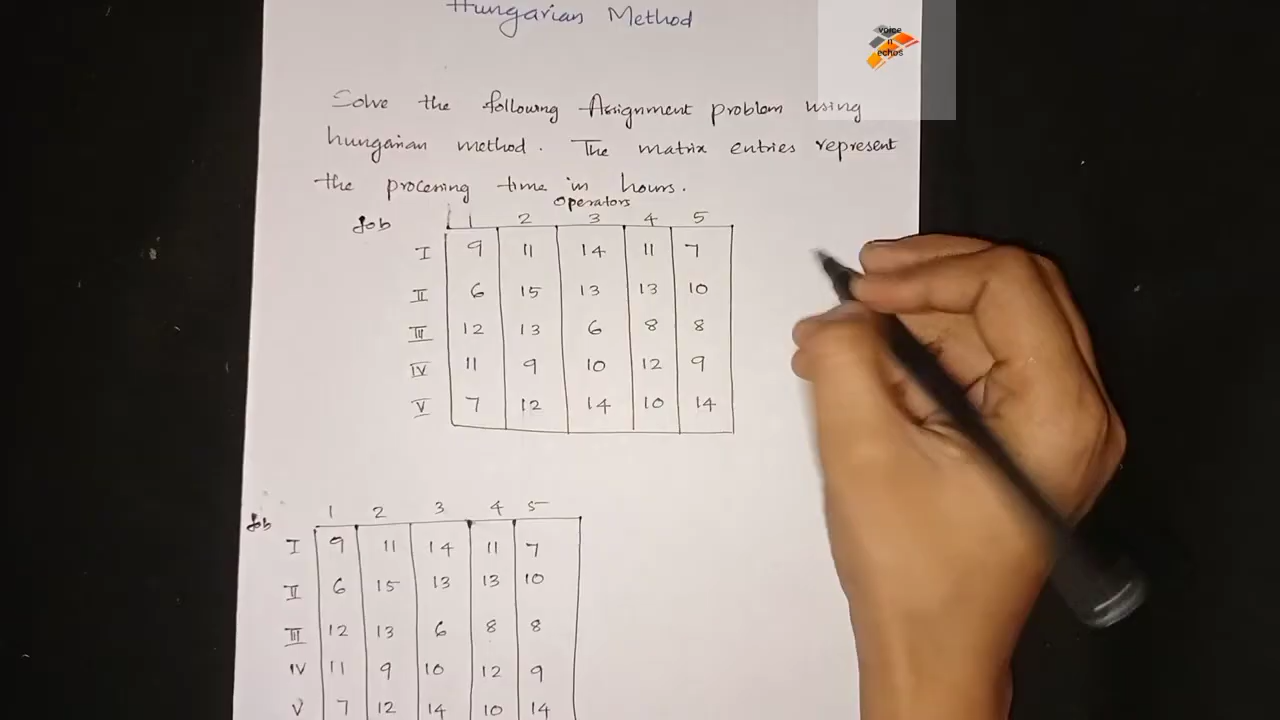 Hungarian Method
voice
n
echos
Solve the following Assignment problem using
hungarian method. The matrix entries represent
the procening time in hours.
Operators
Job 1 2 3 4 5
I 9 11 14 11 7
II 6 15 13 13 10
III 12 13 6 8 8
IV 11 9 10 12 9
V 7 12 14 10 14
Job 1 2 3 4 5
I 9 11 14 11 7
II 6 15 13 13 10
III 12 13 6 8 8
IV 11 9 10 12 9
V 7 12 14 10 14